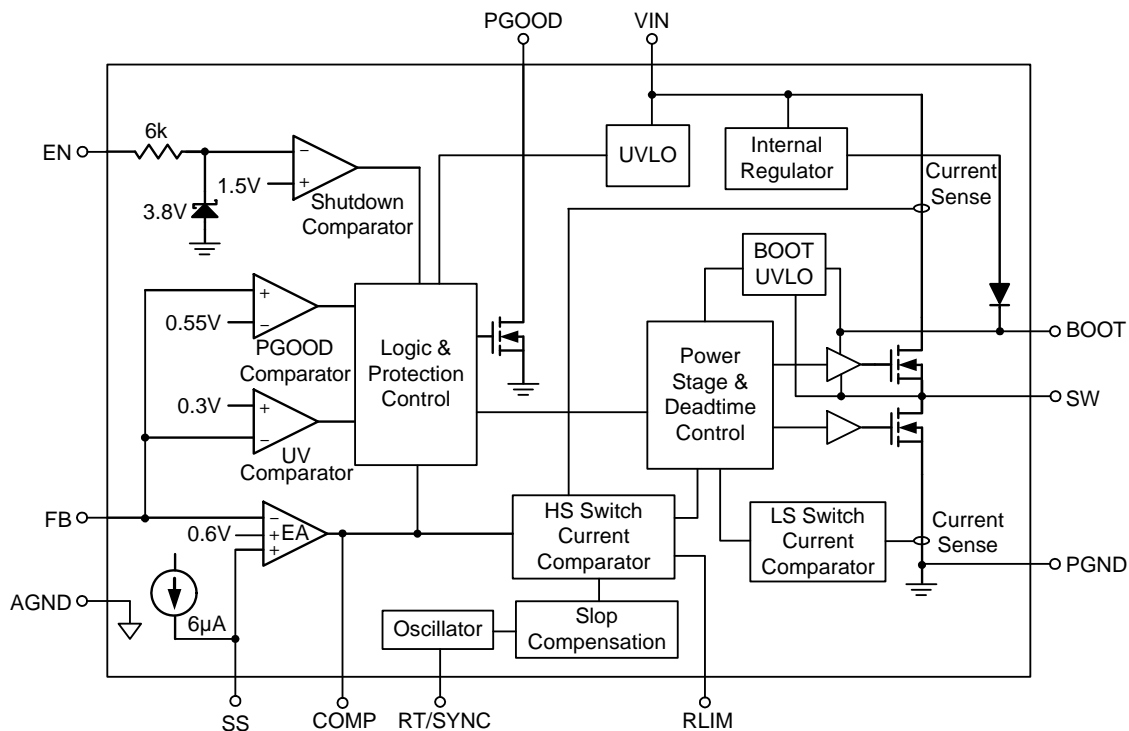 PGOOD
VIN
6k
EN
UVLO
Internal
Regulator
Current
Sense
1.5V
Shutdown
Comparator
3.8V
BOOT
UVLO
0.55V
PGOOD
Comparator
Logic &
Protection
Control
Power
Stage &
Deadtime
Control
BOOT
SW
0.3V
UV
Comparator
FB
0.6V
EA
HS Switch
Current
Comparator
LS Switch
Current
Comparator
Current
Sense
PGND
AGND
6µA
Oscillator
Slop
Compensation
SS
COMP
RT/SYNC
RLIM